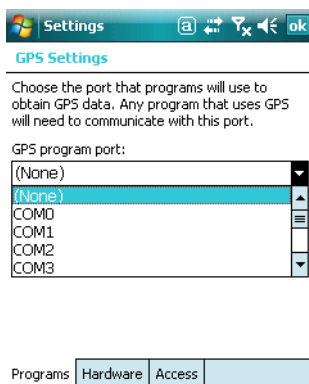 Settings
a
ok
GPS Settings
Choose the port that programs will use to
obtain GPS data. Any program that uses GPS
will need to communicate with this port.
GPS program port:
(None)
(None)
COM0
COM1
COM2
COM3
Programs Hardware Access